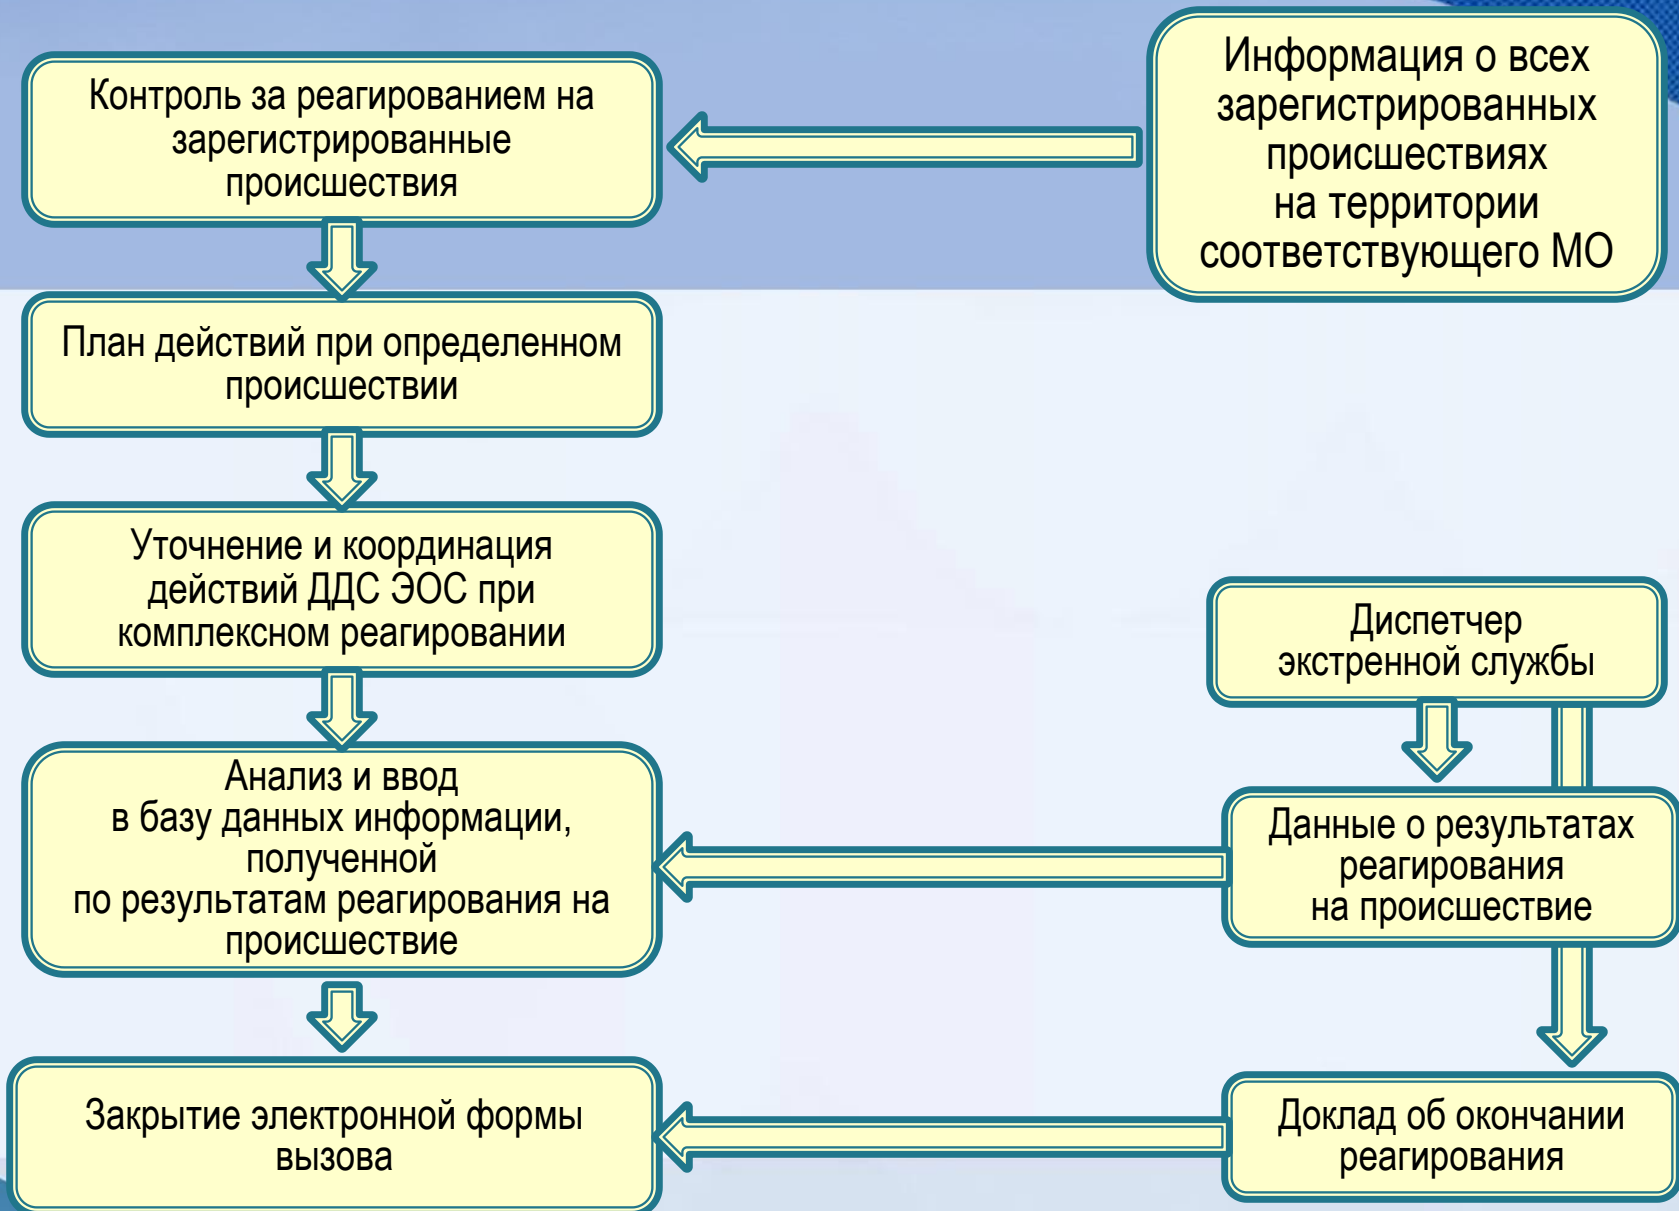 Контроль за реагированием на
зарегистрированные
происшествия
Информация о всех
зарегистрированных
происшествиях
на территории
соответствующего МО
План действий при определенном
происшествии
Уточнение и координация
действий ДДС ЭОС при
комплексном реагировании
Диспетчер
экстренной службы
Анализ и ввод
в базу данных информации,
полученной
по результатам реагирования на
происшествие
Данные о результатах
реагирования
на происшествие
Закрытие электронной формы
вызова
Доклад об окончании
реагирования